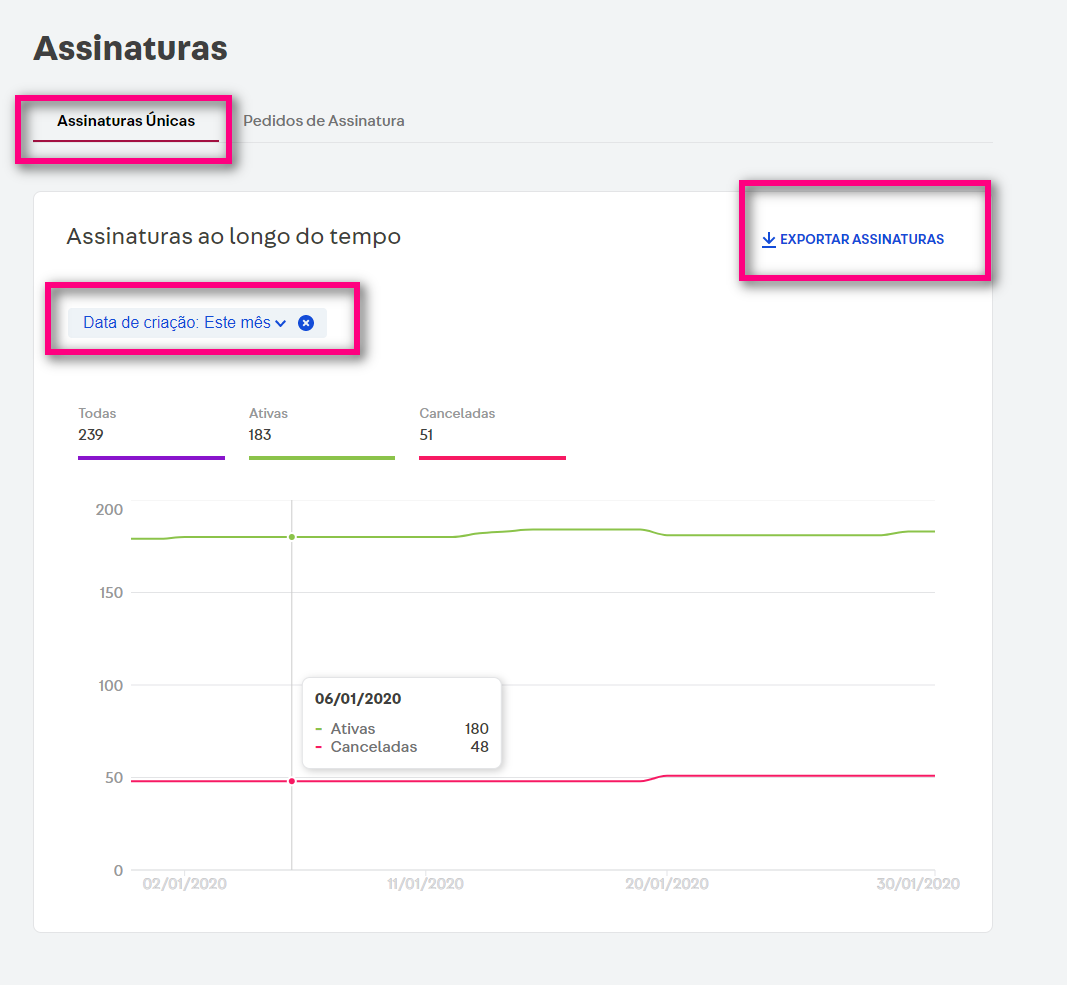 Assinaturas
Assinaturas Únicas Pedidos de Assinatura
Assinaturas ao longo do tempo
EXPORTAR ASSINATURAS
Data de criação: Este mês
Todas Ativas Canceladas
239 183 51
200
150
100
06/01/2020
Ativas 180
Canceladas 48
50
0
02/01/2020 11/01/2020 20/01/2020 30/01/2020